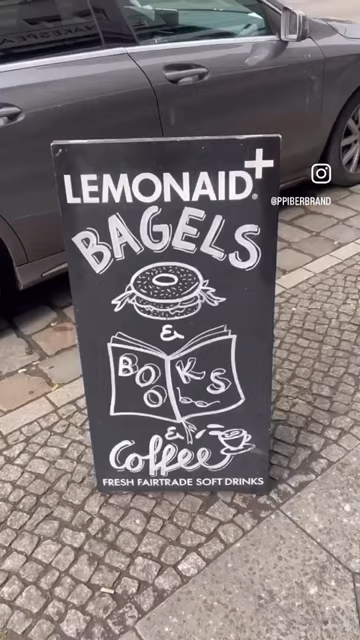 LEMONAID+®
@PPIBERBRAND
BAGELS
&
BOOKS
&
Coffee
FRESH FAIRTRADE SOFT DRINKS